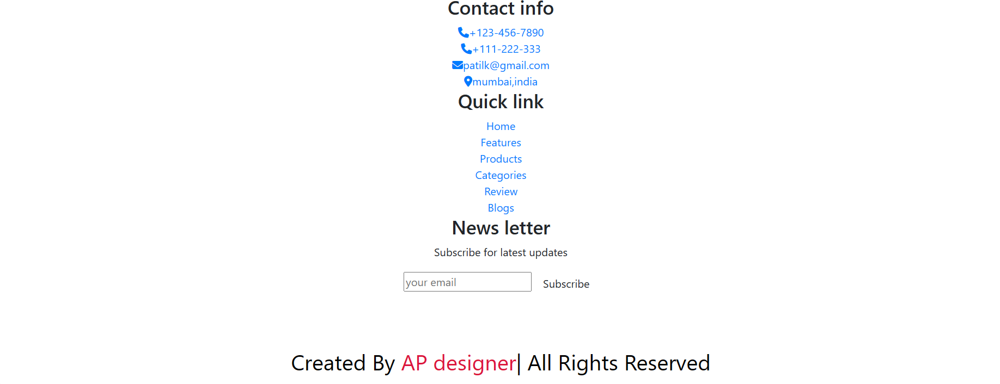 Contact info
+123-456-7890
+111-222-333
patilk@gmail.com
mumbai,india
Quick link
Home
Features
Products
Categories
Review
Blogs
News letter
Subscribe for latest updates
your email Subscribe
Created By AP designer| All Rights Reserved